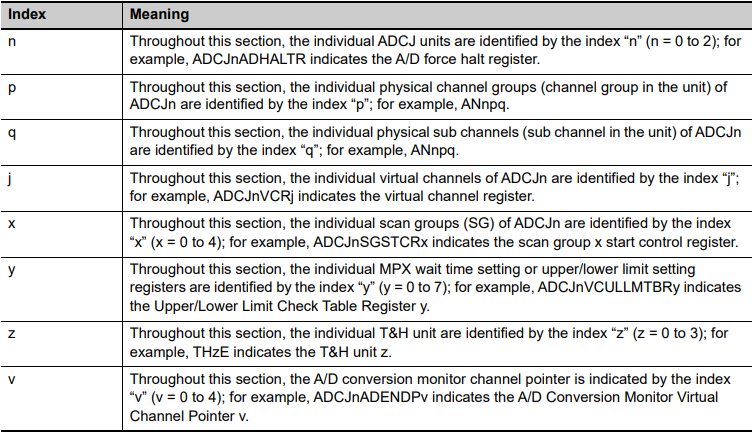 Index Meaning
n Throughout this section, the individual ADCJ units are identified by the index “n” (n = 0 to 2); for
example, ADCJnADHALTR indicates the A/D force halt register.
p Throughout this section, the individual physical channel groups (channel group in the unit) of
ADCJn are identified by the index “p”; for example, ANnpq.
q Throughout this section, the individual physical sub channels (sub channel in the unit) of ADCJn
are identified by the index “q”; for example, ANnpq.
j Throughout this section, the individual virtual channels of ADCJn are identified by the index “j”;
for example, ADCJnVCRj indicates the virtual channel register.
x Throughout this section, the individual scan groups (SG) of ADCJn are identified by the index
“x” (x = 0 to 4); for example, ADCJnSGSTCRx indicates the scan group x start control register.
y Throughout this section, the individual MPX wait time setting or upper/lower limit setting
registers are identified by the index “y” (y = 0 to 7); for example, ADCJnVCULLMTBRy indicates
the Upper/Lower Limit Check Table Register y.
z Throughout this section, the individual T&H unit are identified by the index “z” (z = 0 to 3); for
example, THzE indicates the T&H unit z.
v Throughout this section, the A/D conversion monitor channel pointer is indicated by the index
“v” (v = 0 to 4); for example, ADCJnADENDPv indicates the A/D Conversion Monitor Virtual
Channel Pointer v.